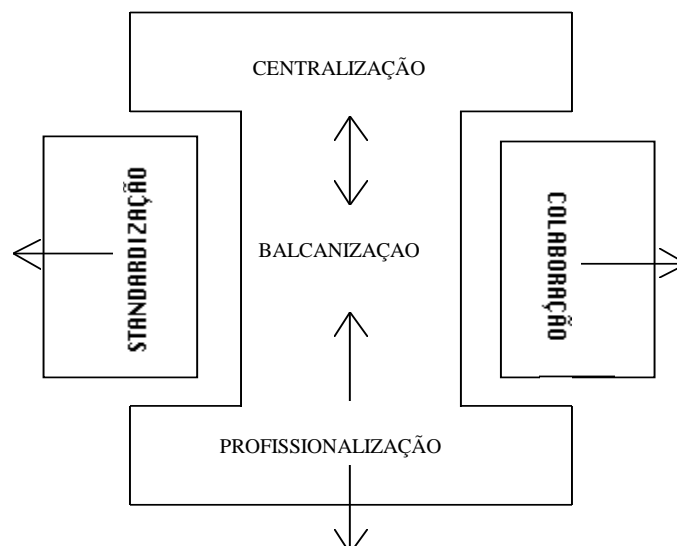 CENTRALIZAÇÃO
STANDARDIZAÇÃO
BALCANIZAÇAO
COLABORAÇÃO
PROFISSIONALIZAÇÃO